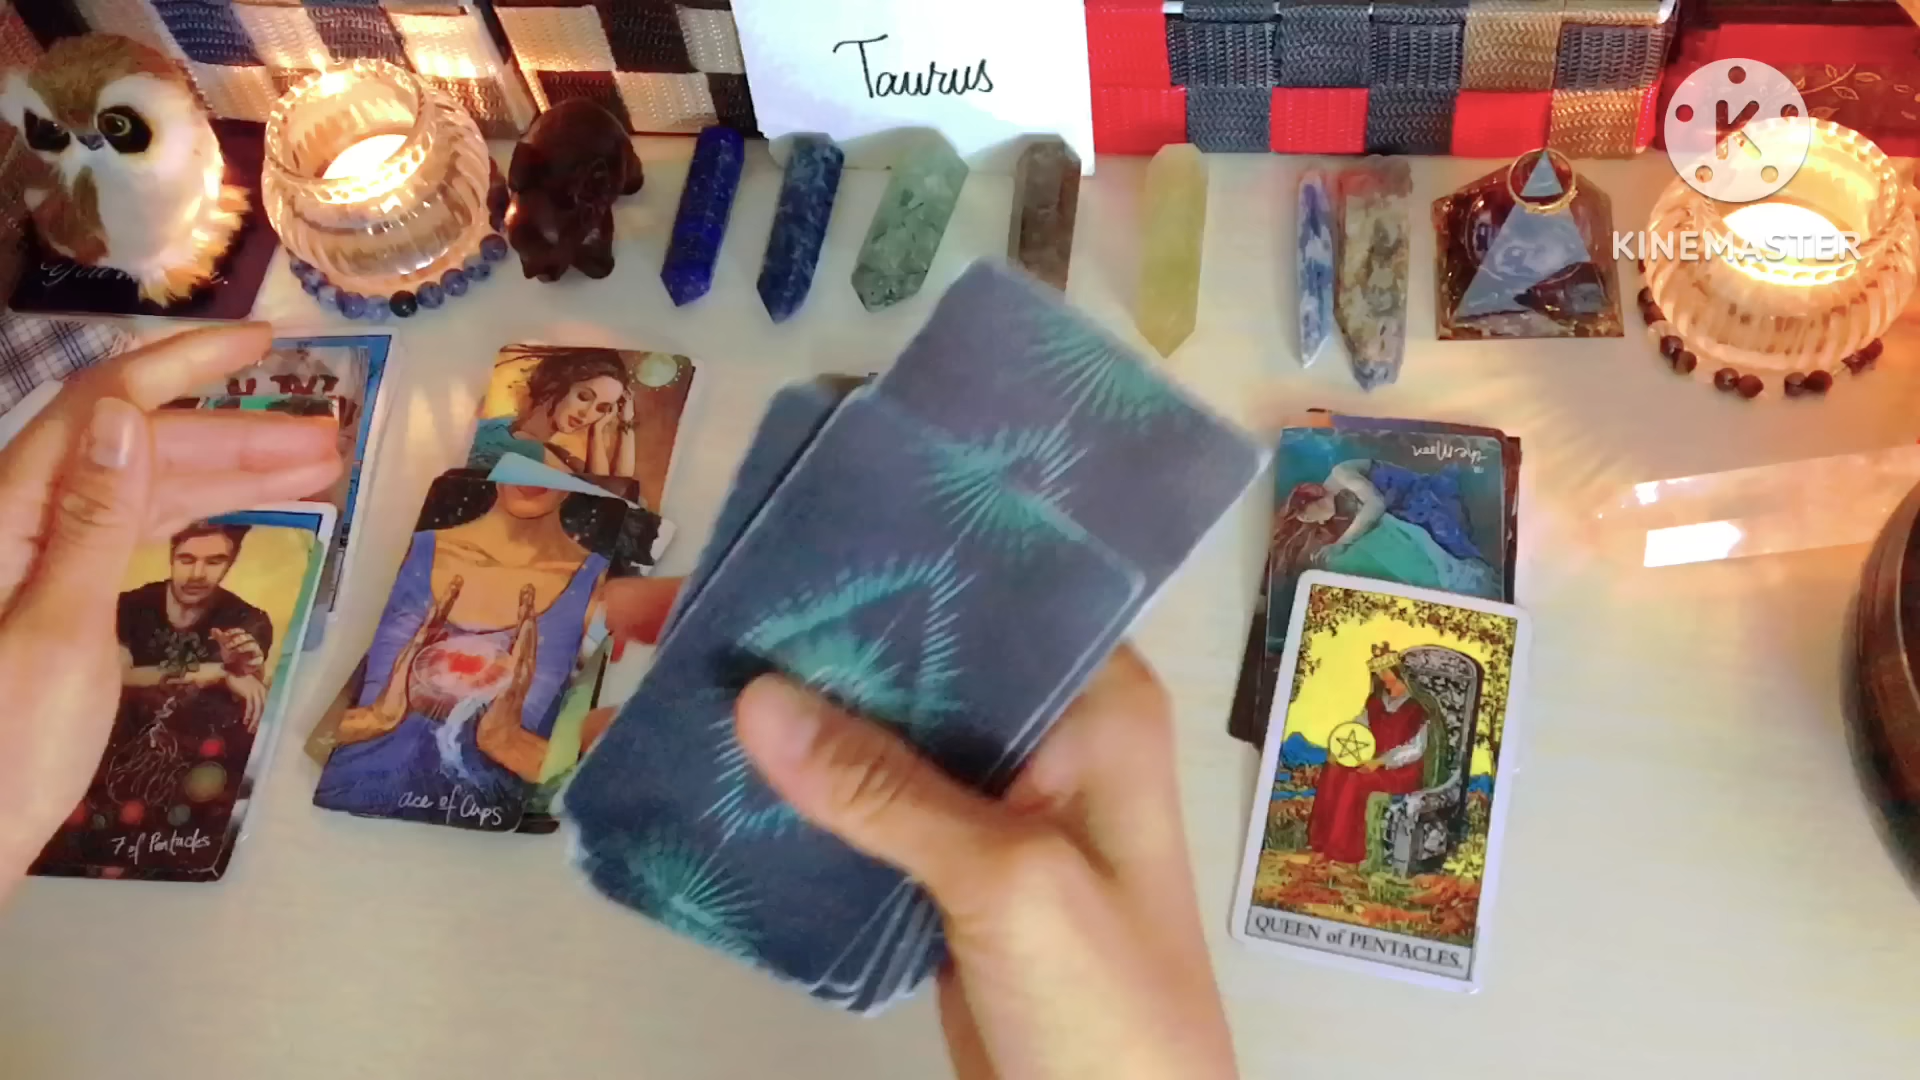 Taurus
K
KINEMASTER
the Moon
7 of Pentacles
ace of Cups
QUEEN of PENTACLES.